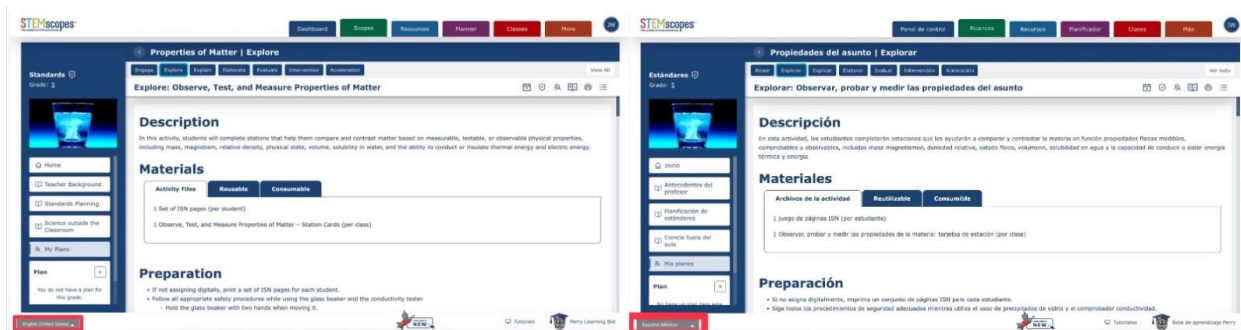 STEMscopes
Dashboard
Scopes
Resources
Planner
Classes
More
JW
Properties of Matter | Explore
Standards
Grade: 5
Engage
Explore
Explain
Elaborate
Evaluate
Intervention
Acceleration
View All
Explore: Observe, Test, and Measure Properties of Matter
Description
In this activity, students will complete stations that help them compare and contrast matter based on measurable, testable, or observable physical properties,
including mass, magnetism, relative density, physical state, volume, solubility in water, and the ability to conduct or insulate thermal energy and electric energy.
Home
Teacher Background
Standards Planning
Science outside the
Classroom
My Plans
Plan
+
You do not have a plan for
this grade.
Materials
Activity Files
Reusable
Consumable
1 Set of ISN pages (per student)
1 Observe, Test, and Measure Properties of Matter – Station Cards (per class)
Preparation
• If not assigning digitally, print a set of ISN pages for each student.
• Follow all appropriate safety procedures while using the glass beaker and the conductivity tester.
- Hold the glass beaker with two hands when moving it.
English (United States)
NEW
Tutorials
Perry Learning Bot
STEMscopes
Panel de control
Alcances
Recursos
Planificador
Clases
Más
JW
Propiedades del asunto | Explorar
Estándares
Grado: 5
Explorar
Explicar
Elaborar
Evaluar
Intervención
Aceleración
Ver todo
Explorar: Observar, probar y medir las propiedades del asunto
Descripción
En esta actividad, los estudiantes completarán estaciones que les ayudarán a comparar y contrastar la materia en función propiedades físicas medibles,
comprobables u observables, incluidas masa magnetismo, densidad relativa, estado físico, volumenn, solubilidad en agua y la capacidad de conducir o aislar energía
térmica y energía
Inicio
Antecedentes del
profesor
Planificación de
estándares
Ciencia fuera del
aula
Mis planes
Plan
+
No tiene un plan para este
Materiales
Archivos de la actividad
Reutilizable
Consumible
1 juego de páginas ISN (por estudiante)
1 Observar, probar y medir las propiedades de la materia: tarjetas de estación (por clase)
Preparación
• Si no asigna digitalmente, imprima un conjunto de páginas ISN para cada estudiante.
• Siga todos los procedimientos de seguridad adecuados mientras utiliza el vaso de precipitados de vidrio y el comprobador conductividad.
Español (México)
NEW
Tutoriales
Bota de aprendizaje Perry